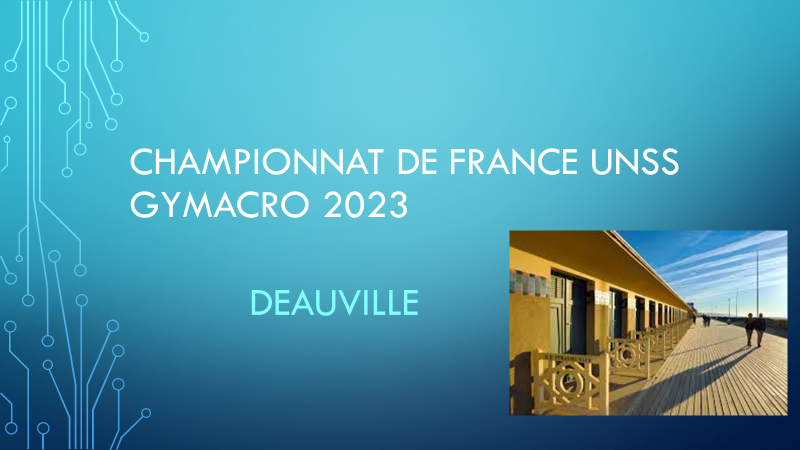 CHAMPIONNAT DE FRANCE UNSS
GYMACRO 2023
DEAUVILLE